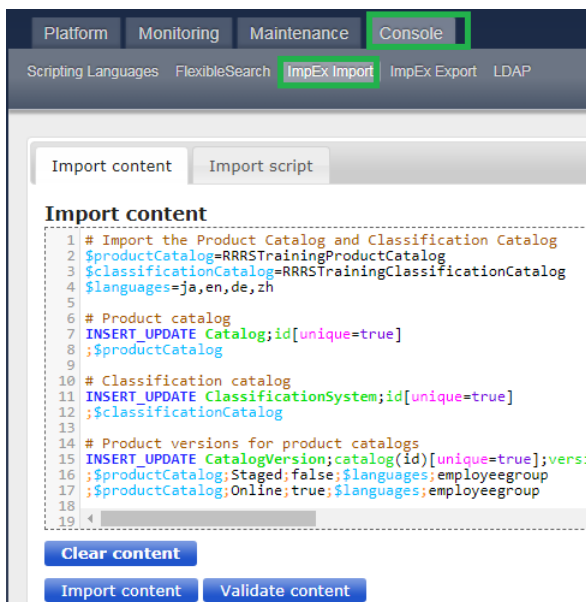 Platform Monitoring Maintenance Console
Scripting Languages FlexibleSearch ImpEx Import ImpEx Export LDAP
Import content Import script
Import content
1 # Import the Product Catalog and Classification Catalog
2 $productCatalog=RRRSTrainingProductCatalog
3 $classificationCatalog=RRRSTrainingClassificationCatalog
4 $languages=ja,en,de,zh
5
6 # Product catalog
7 INSERT_UPDATE Catalog;id[unique=true]
8 ;$productCatalog
9
10 # Classification catalog
11 INSERT_UPDATE ClassificationSystem;id[unique=true]
12 ;$classificationCatalog
13
14 # Product versions for product catalogs
15 INSERT_UPDATE CatalogVersion;catalog(id)[unique=true];versi
16 ;$productCatalog;Staged;false;$languages;employeegroup
17 ;$productCatalog;Online;true;$languages;employeegroup
18
19
Clear content
Import content Validate content